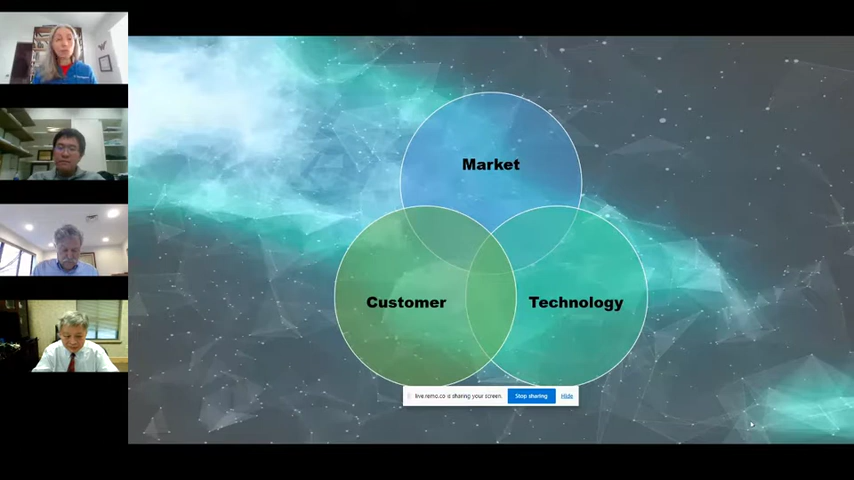 Market
Customer
Technology
live.remo.co is sharing your screen.
Stop sharing
Hide